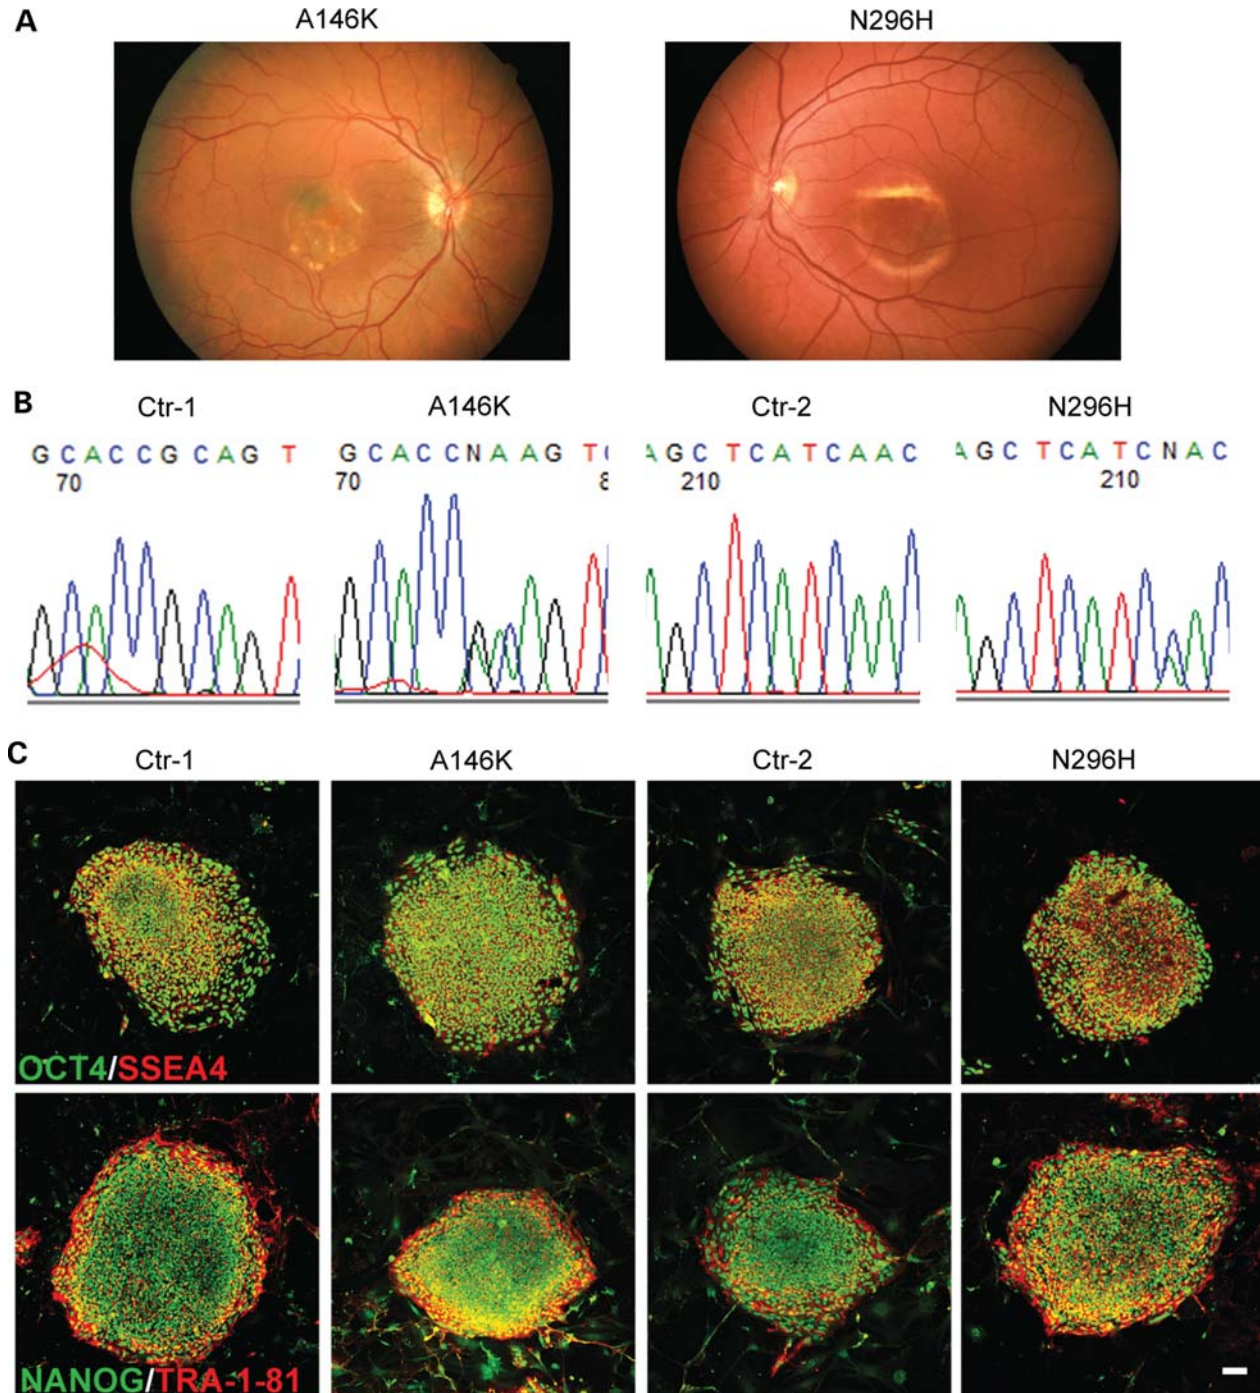 A
A146K N296H
B
Ctr-1 A146K Ctr-2 N296H
G C A C C G C A G T G C A C C N A A G T C A G C T C A T C A A C A G C T C A T C N A C
70 70 8 210 210
C
Ctr-1 A146K Ctr-2 N296H
OCT4/SSEA4
NANOG/TRA-1-81